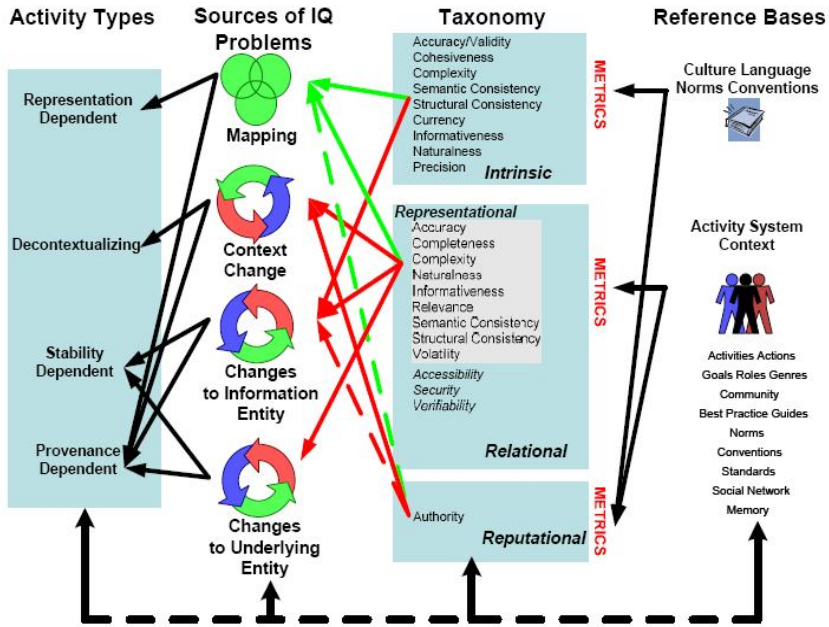 Activity Types
Representation
Dependent
Decontextualizing
Stability
Dependent
Provenance
Dependent
Sources of IQ
Problems
Mapping
Context
Change
Changes
to Information
Entity
Changes
to Underlying
Entity
Taxonomy
Accuracy/Validity
Cohesiveness
Complexity
Semantic Consistency
Structural Consistency
Currency
Informativeness
Naturalness
Precision
Intrinsic
METRICS
Representational
Accuracy
Completeness
Complexity
Naturalness
Informativeness
Relevance
Semantic Consistency
Structural Consistency
Volatility
Accessibility
Security
Verifiability
Relational
METRICS
Authority
Reputational
METRICS
Reference Bases
Culture Language
Norms Conventions
Activity System
Context
Activities Actions
Goals Roles Genres
Community
Best Practice Guides
Norms
Conventions
Standards
Social Network
Memory